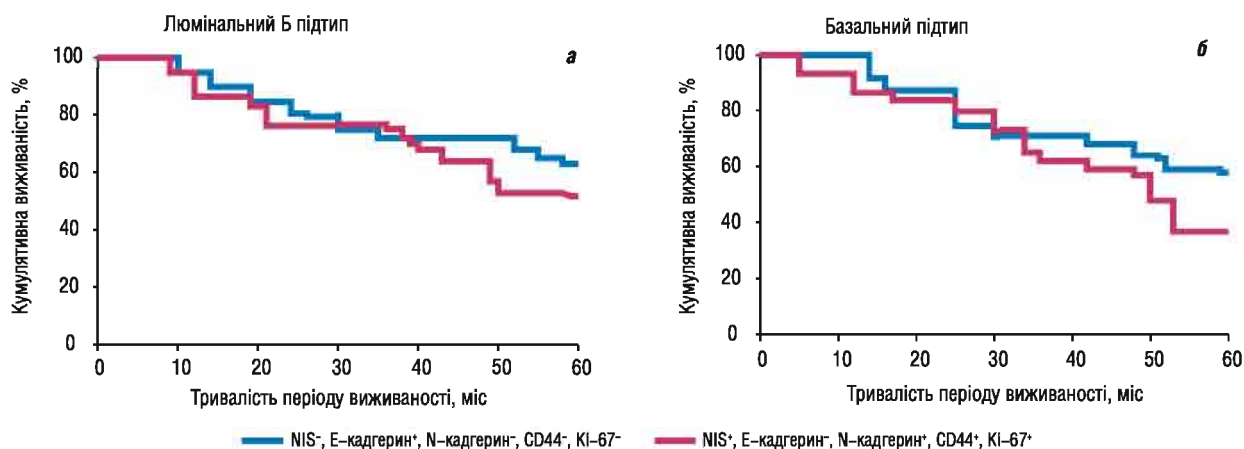 Люмінальний Б підтип
а
Кумулятивна виживаність, %
100
80
60
40
20
0
0 10 20 30 40 50 60
Тривалість періоду виживаності, міс
Базальний підтип
б
Кумулятивна виживаність, %
100
80
60
40
20
0
0 10 20 30 40 50 60
Тривалість періоду виживаності, міс
NIS⁻, Е–кадгерин⁺, N–кадгерин⁻, CD44⁻, KI–67⁻
NIS⁺, Е–кадгерин⁻, N–кадгерин⁺, CD44⁺, KI–67⁺